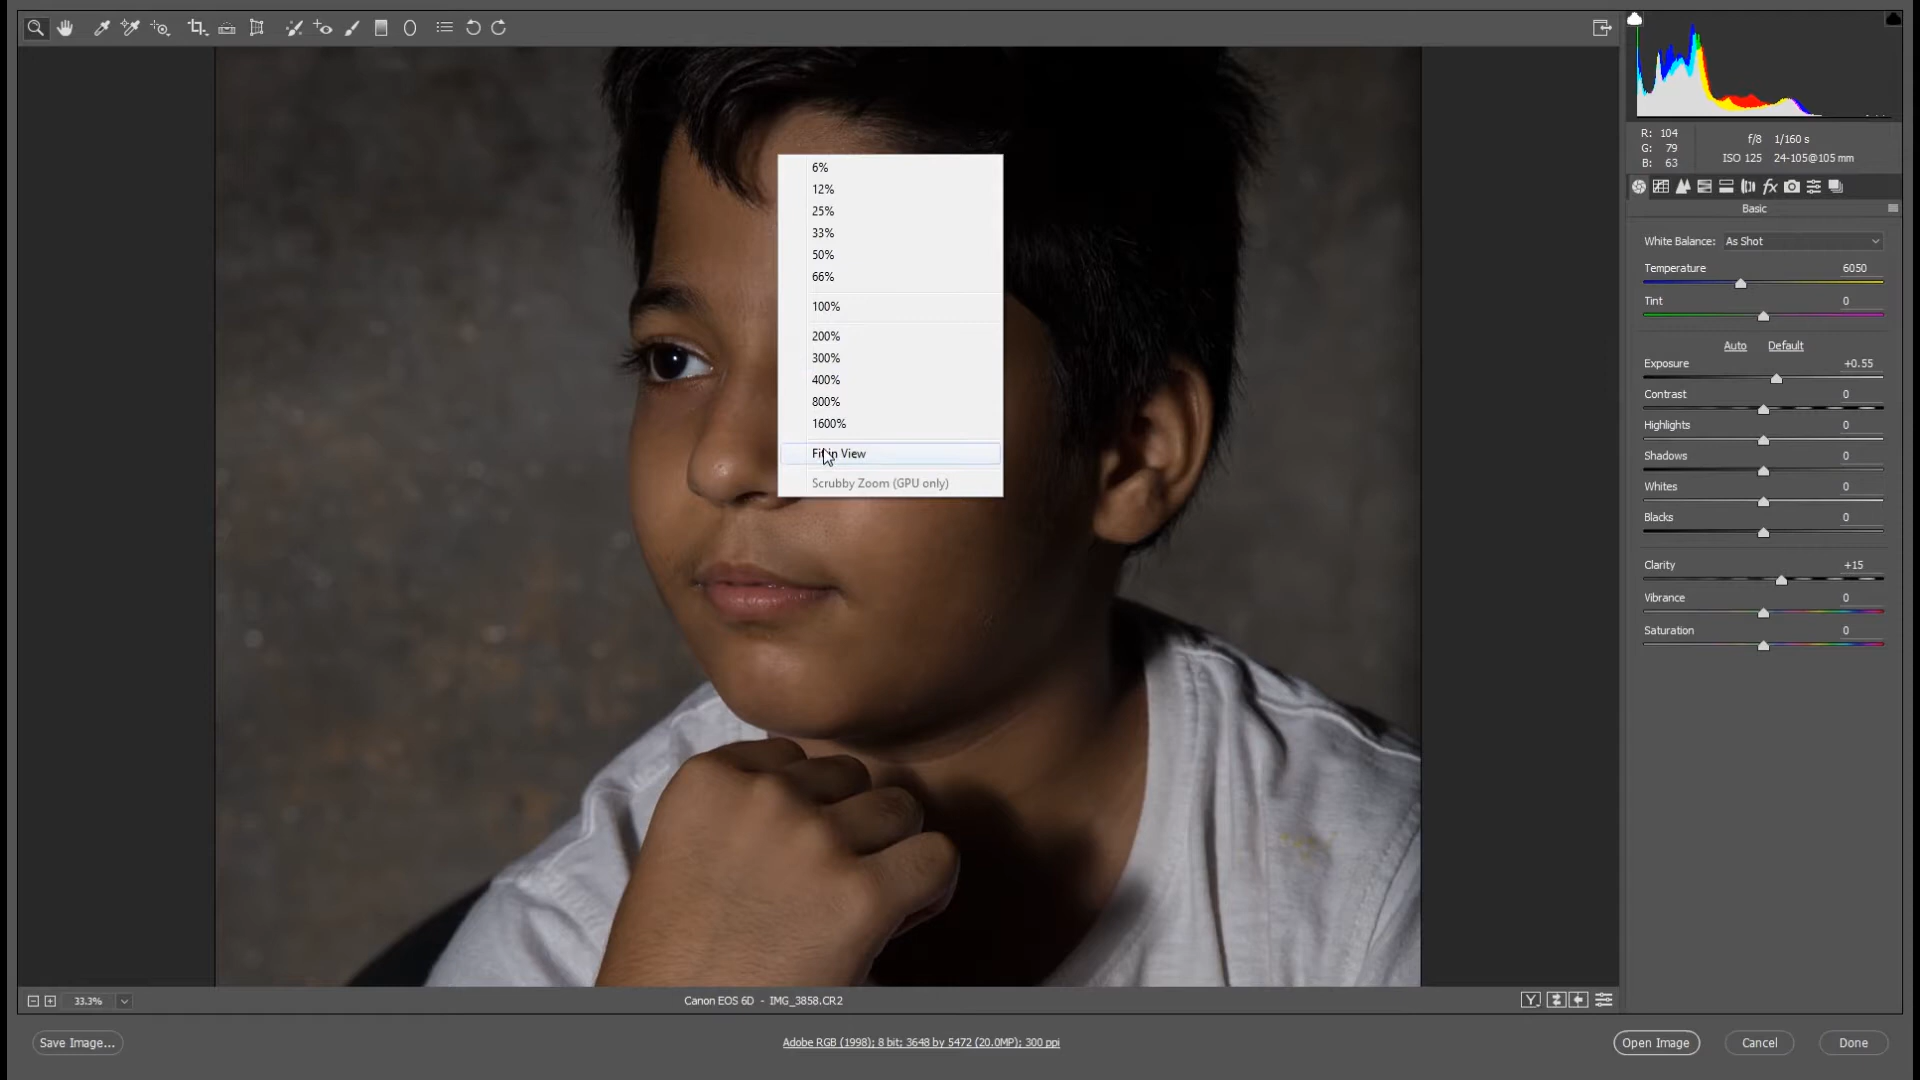 R: 104
G: 79
B: 63
f/8 1/160 s
ISO 125 24-105@105 mm
Basic
White Balance: As Shot
Temperature 6050
Tint 0
Auto Default
Exposure +0.55
Contrast 0
Highlights 0
Shadows 0
Whites 0
Blacks 0
Clarity +15
Vibrance 0
Saturation 0
6%
12%
25%
33%
50%
66%
100%
200%
300%
400%
800%
1600%
Fit in View
Scrubby Zoom (GPU only)
33.3%
Canon EOS 6D - IMG_3858.CR2
Y
Save Image...
Adobe RGB (1998); 8 bit; 3648 by 5472 (20.0MP); 300 ppi
Open Image
Cancel
Done